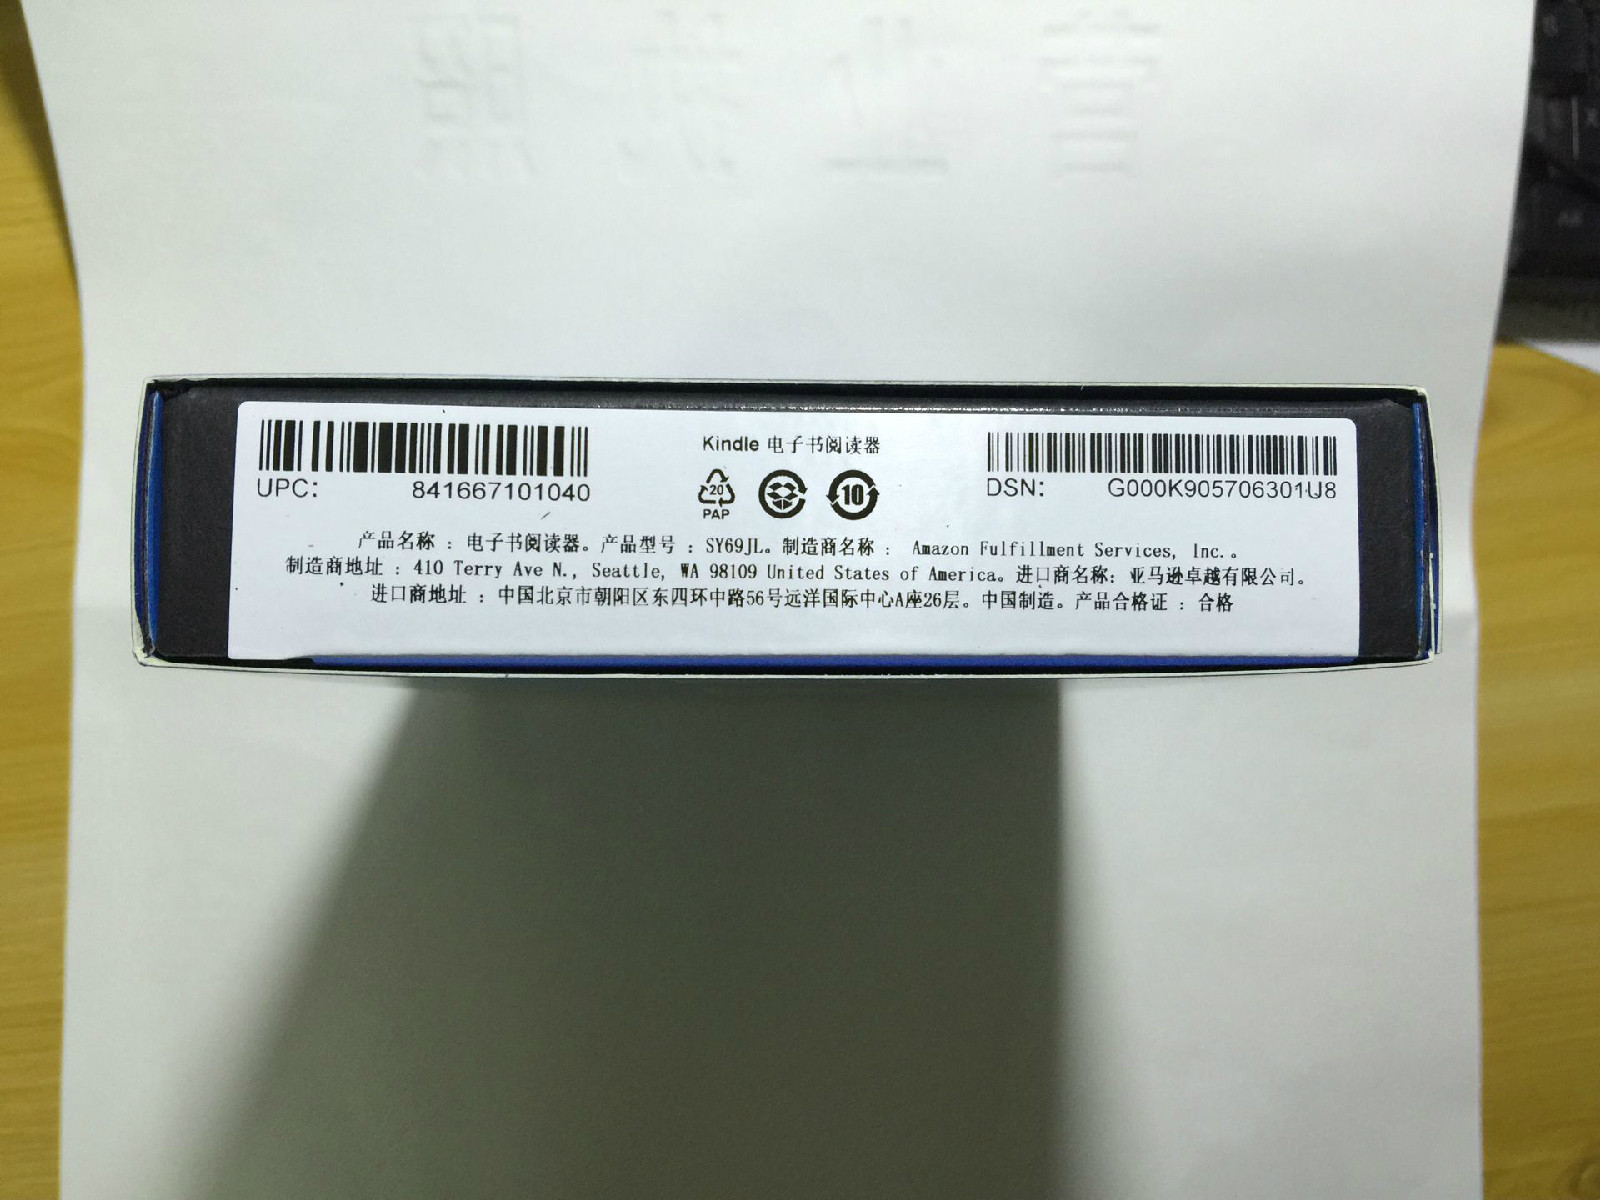 Kindle 电子书阅读器
UPC: 841667101040
20
PAP
10
DSN: G000K905706301U8
产品名称 : 电子书阅读器。产品型号 : SY69JL。制造商名称 : Amazon Fulfillment Services, Inc.。
制造商地址 : 410 Terry Ave N., Seattle, WA 98109 United States of America。进口商名称: 亚马逊卓越有限公司。
进口商地址 : 中国北京市朝阳区东四环中路56号远洋国际中心A座26层。中国制造。产品合格证 : 合格